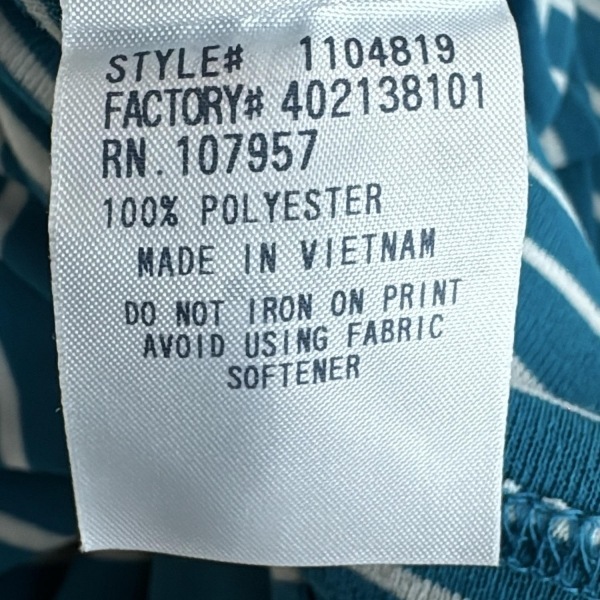 STYLE# 1104819
FACTORY# 402138101
RN. 107957
100% POLYESTER
MADE IN VIETNAM
DO NOT IRON ON PRINT
AVOID USING FABRIC
SOFTENER